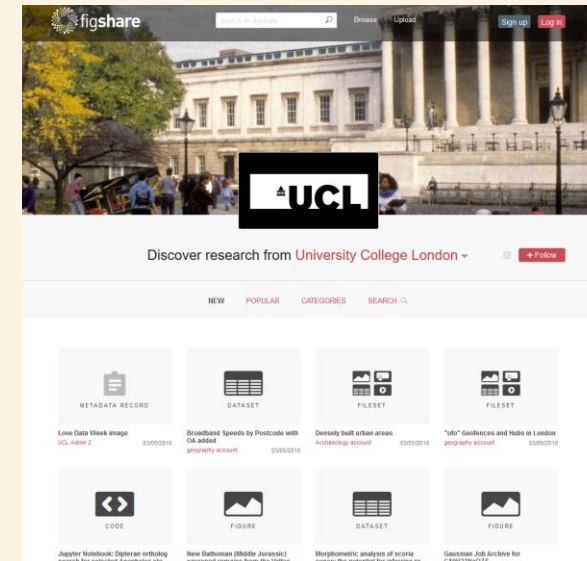 figshare
search on figshare
Browse
Upload
Sign up
Log in
UCL
Discover research from University College London
+ Follow
NEW
POPULAR
CATEGORIES
SEARCH
METADATA RECORD
DATASET
FILESET
FILESET
Love Data Week image
UCL Admin 2
03/05/2018
Broadband Speeds by Postcode with
OA added
geography account
03/05/2018
Densely built urban areas
Archaeology account
03/05/2018
"ofo" Geofences and Hubs in London
geography account
03/05/2018
CODE
FIGURE
DATASET
FIGURE
Jupyter Notebook: Dipteran ortholog
New Bathonian (Middle Jurassic)
Morphometric analysis of scoria
Gaussian Job Archive for